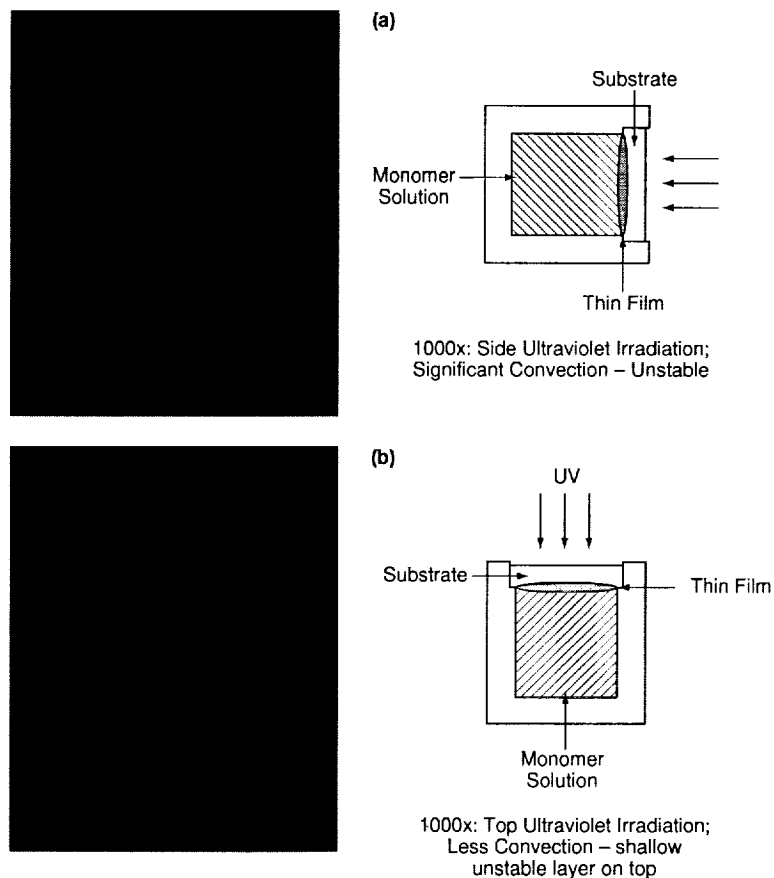 (a)
Substrate
Monomer
Solution
Thin Film
1000x: Side Ultraviolet Irradiation;
Significant Convection – Unstable
(b)
UV
Substrate
Thin Film
Monomer
Solution
1000x: Top Ultraviolet Irradiation;
Less Convection – shallow
unstable layer on top